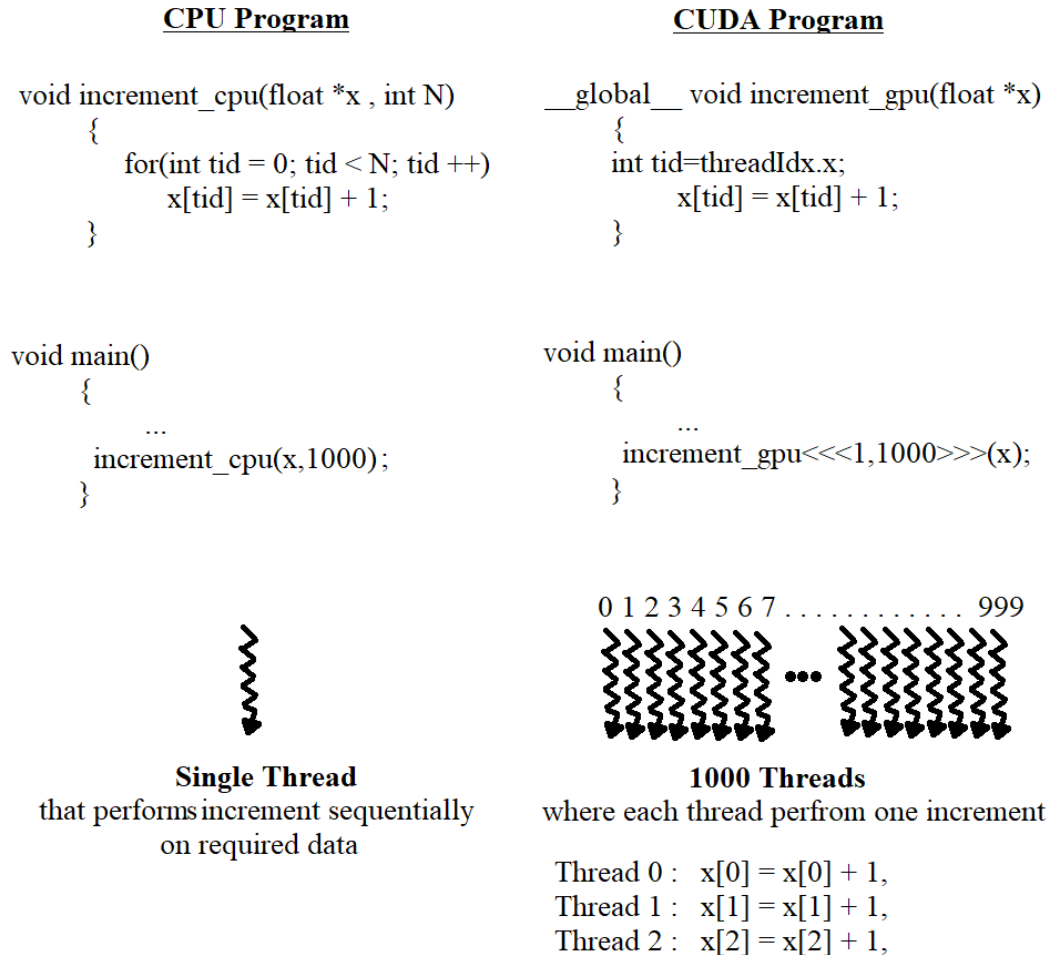 CPU Program
void increment_cpu(float *x , int N)
{
for(int tid = 0; tid < N; tid ++)
x[tid] = x[tid] + 1;
}
void main()
{
...
increment_cpu(x,1000);
}
Single Thread
that performs increment sequentially
on required data
CUDA Program
__global__ void increment_gpu(float *x)
{
int tid=threadIdx.x;
x[tid] = x[tid] + 1;
}
void main()
{
...
increment_gpu<<<1,1000>>>(x);
}
0 1 2 3 4 5 6 7 . . . . . . . . . . . . 999
1000 Threads
where each thread perfrom one increment
Thread 0 : x[0] = x[0] + 1,
Thread 1 : x[1] = x[1] + 1,
Thread 2 : x[2] = x[2] + 1,